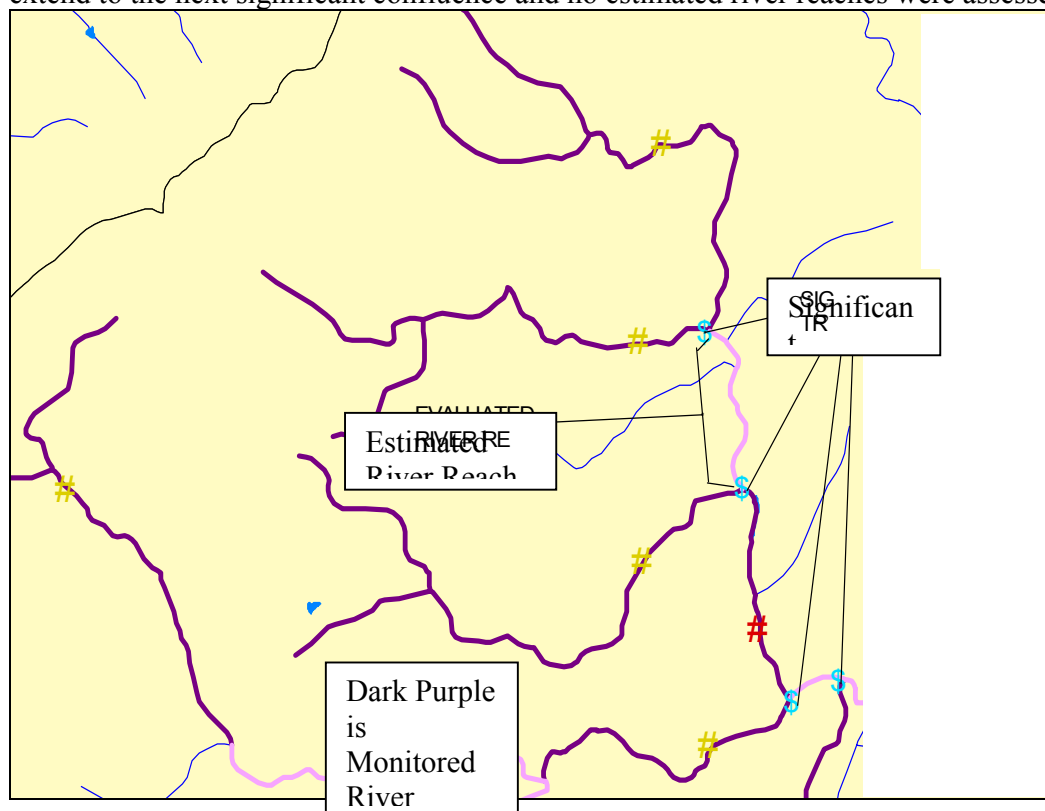 extend to the next significant confluence and no estimated river reaches were assesse
#
#
SIG
Significan
TR
t
$
#
EVALUATED
RIVER RE
Estimated
River Reach
#
$
#
#
$
$
#
Dark Purple
is
Monitored
River